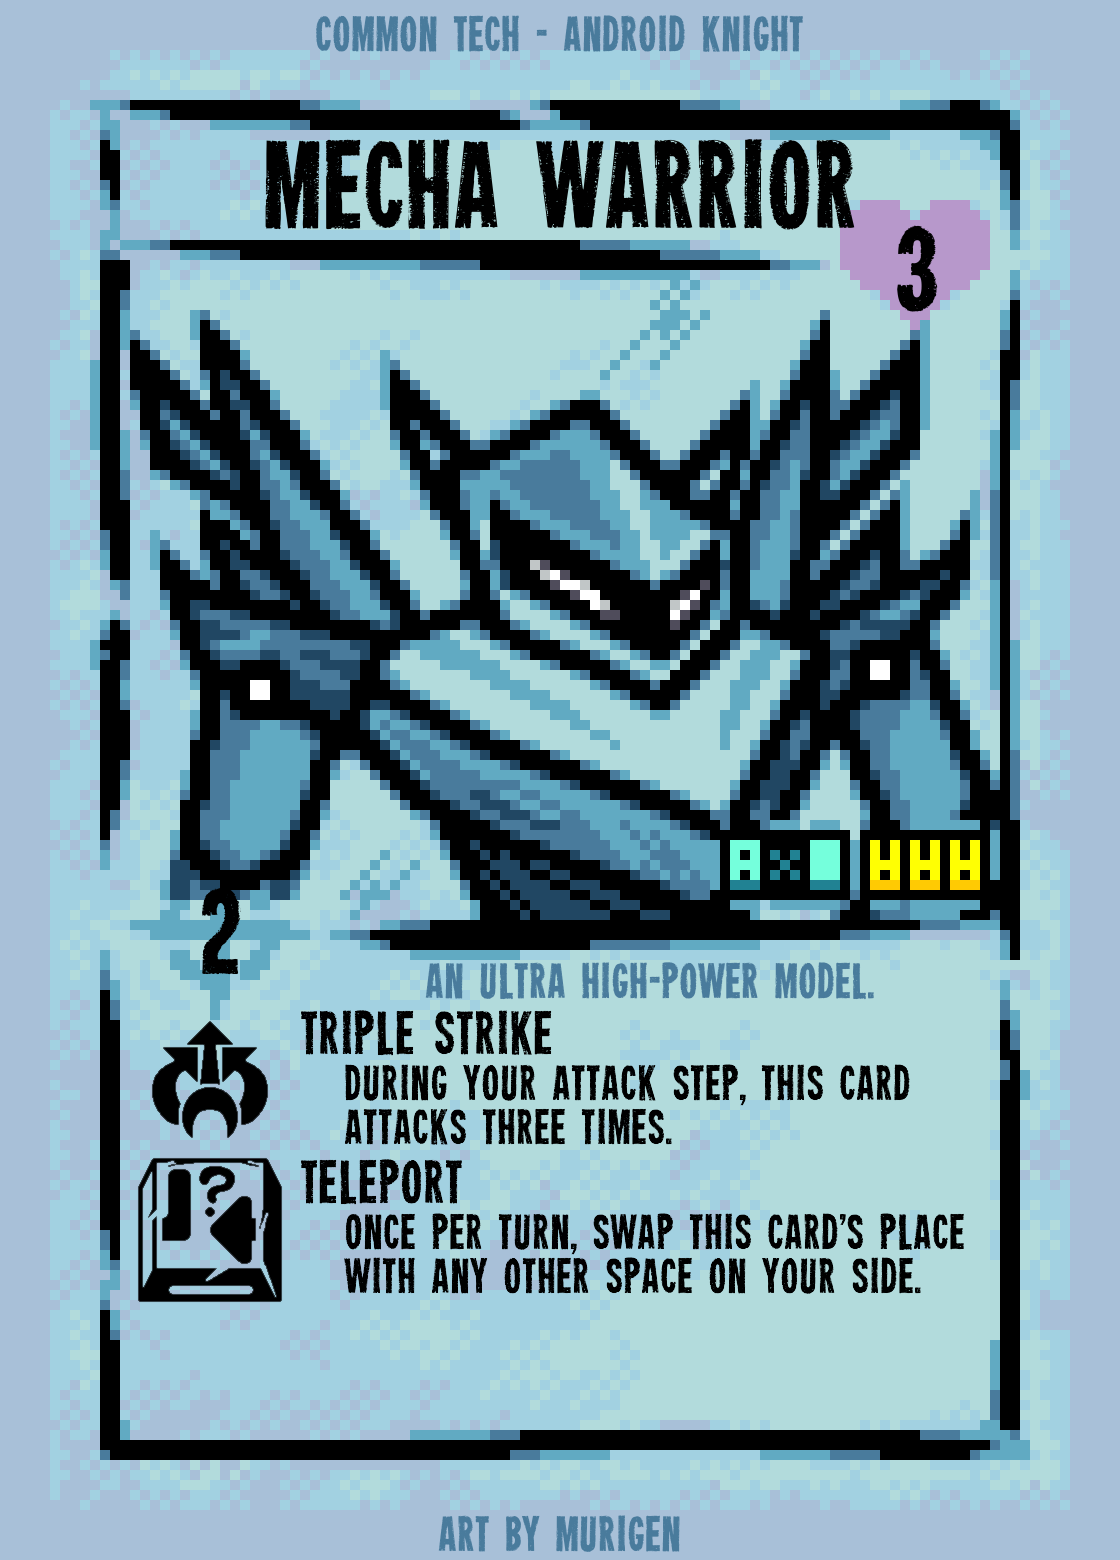 COMMON TECH - ANDROID KNIGHT
MECHA WARRIOR
3
2
AN ULTRA HIGH-POWER MODEL.
TRIPLE STRIKE
DURING YOUR ATTACK STEP, THIS CARD
ATTACKS THREE TIMES.
?
TELEPORT
ONCE PER TURN, SWAP THIS CARD'S PLACE
WITH ANY OTHER SPACE ON YOUR SIDE.
ART BY MURIGEN